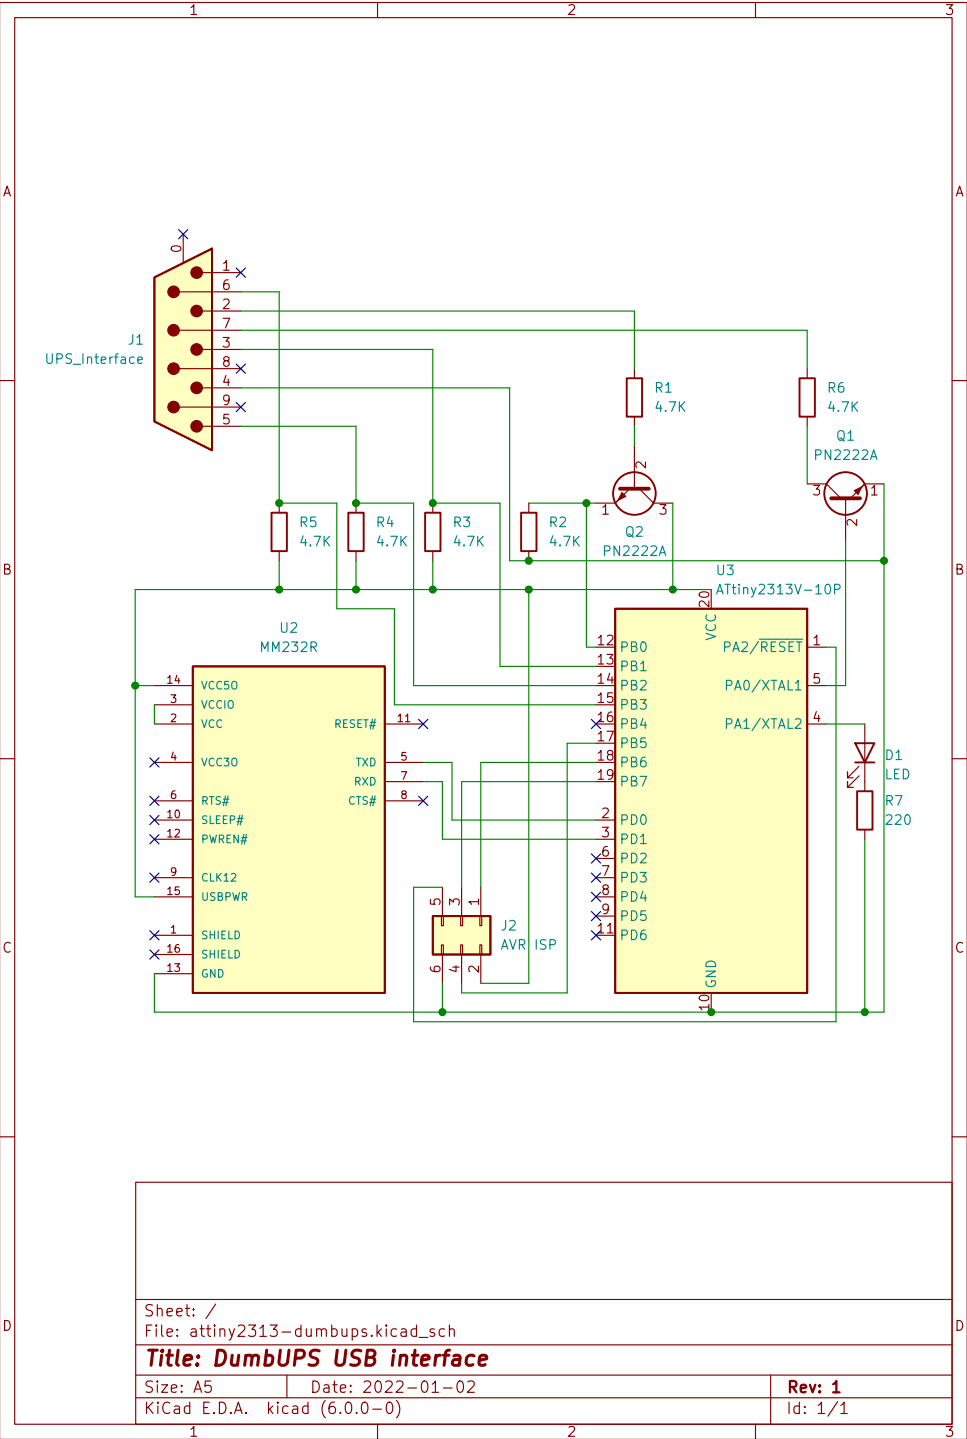 1
2
3
A
A
0
1
6
2
7
3
8
4
9
5
J1
UPS_Interface
R1
4.7K
R6
4.7K
Q1
PN2222A
2
3
1
2
1
3
Q2
PN2222A
R5
4.7K
R4
4.7K
R3
4.7K
R2
4.7K
B
B
U3
ATtiny2313V-10P
20
VCC
U2
MM232R
14
VCC5O
3
VCCIO
2
VCC
4
VCC3O
6
RTS#
10
SLEEP#
12
PWREN#
9
CLK12
15
USBPWR
1
SHIELD
16
SHIELD
13
GND
RESET#
11
TXD
5
RXD
7
CTS#
8
12
PB0
13
PB1
14
PB2
15
PB3
16
PB4
17
PB5
18
PB6
19
PB7
2
PD0
3
PD1
6
PD2
7
PD3
8
PD4
9
PD5
11
PD6
PA2/RESET
1
PA0/XTAL1
5
PA1/XTAL2
4
GND
10
D1
LED
R7
220
5
3
1
J2
AVR ISP
6
4
2
C
C
D
D
Sheet: /
File: attiny2313-dumbups.kicad_sch
Title: DumbUPS USB interface
Size: A5
Date: 2022-01-02
Rev: 1
KiCad E.D.A.  kicad (6.0.0-0)
Id: 1/1
1
2
3